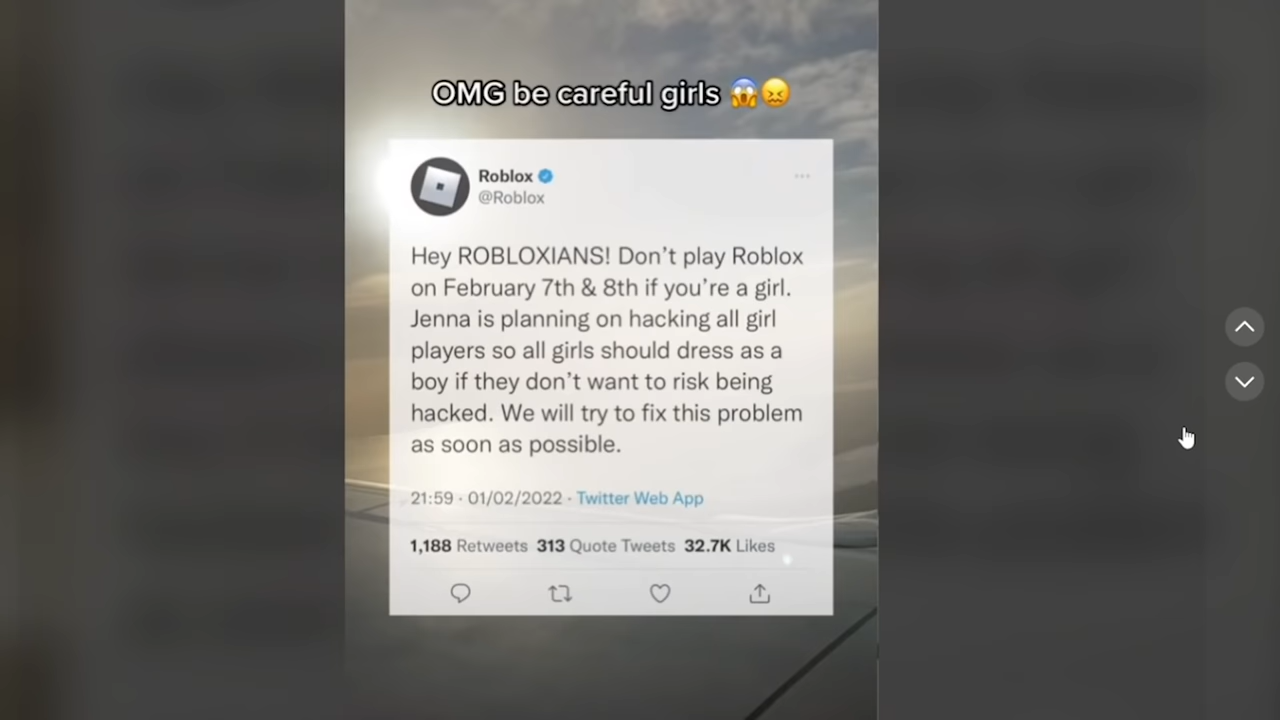 OMG be careful girls 😱😖
Roblox
@Roblox
Hey ROBLOXIANS! Don't play Roblox
on February 7th & 8th if you're a girl.
Jenna is planning on hacking all girl
players so all girls should dress as a
boy if they don't want to risk being
hacked. We will try to fix this problem
as soon as possible.
21:59 · 01/02/2022 · Twitter Web App
1,188 Retweets 313 Quote Tweets 32.7K Likes